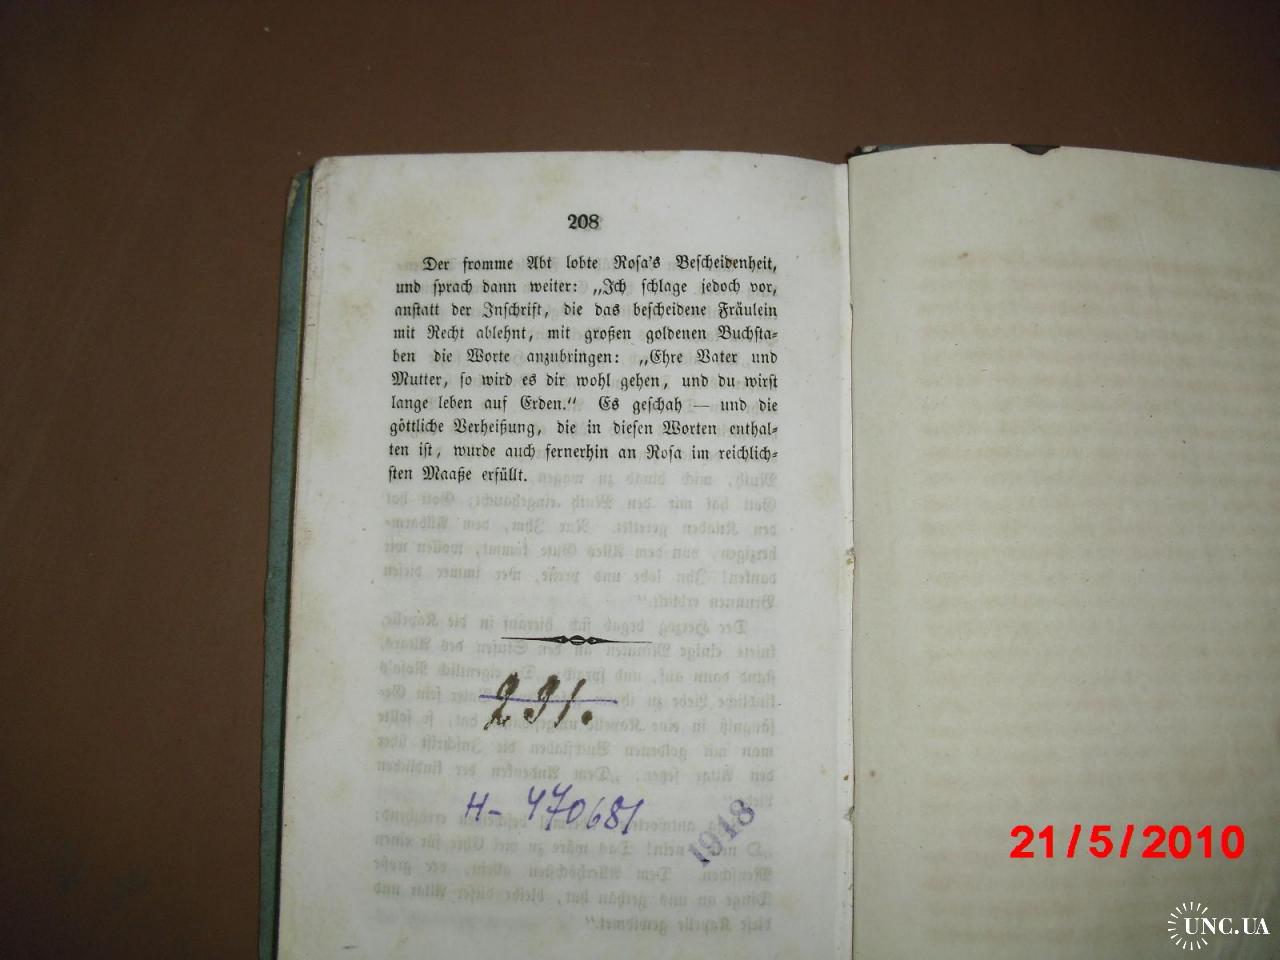 208
Der fromme Abt lobte Rosa's Bescheidenheit,
und sprach dann weiter: „Ich schlage jedoch vor,
anstatt der Inschrift, die das bescheidene Fräulein
mit Recht ablehnt, mit großen goldenen Buchsta⸗
ben die Worte anzubringen: „Ehre Vater und
Mutter, so wird es dir wohl gehen, und du wirst
lange leben auf Erden.“ Es geschah — und die
göttliche Verheißung, die in diesen Worten enthal⸗
ten ist, wurde auch fernerhin an Rosa im reichlich⸗
sten Maaße erfüllt.
291.
H- 470681
1948
21/5/2010
UNC.UA